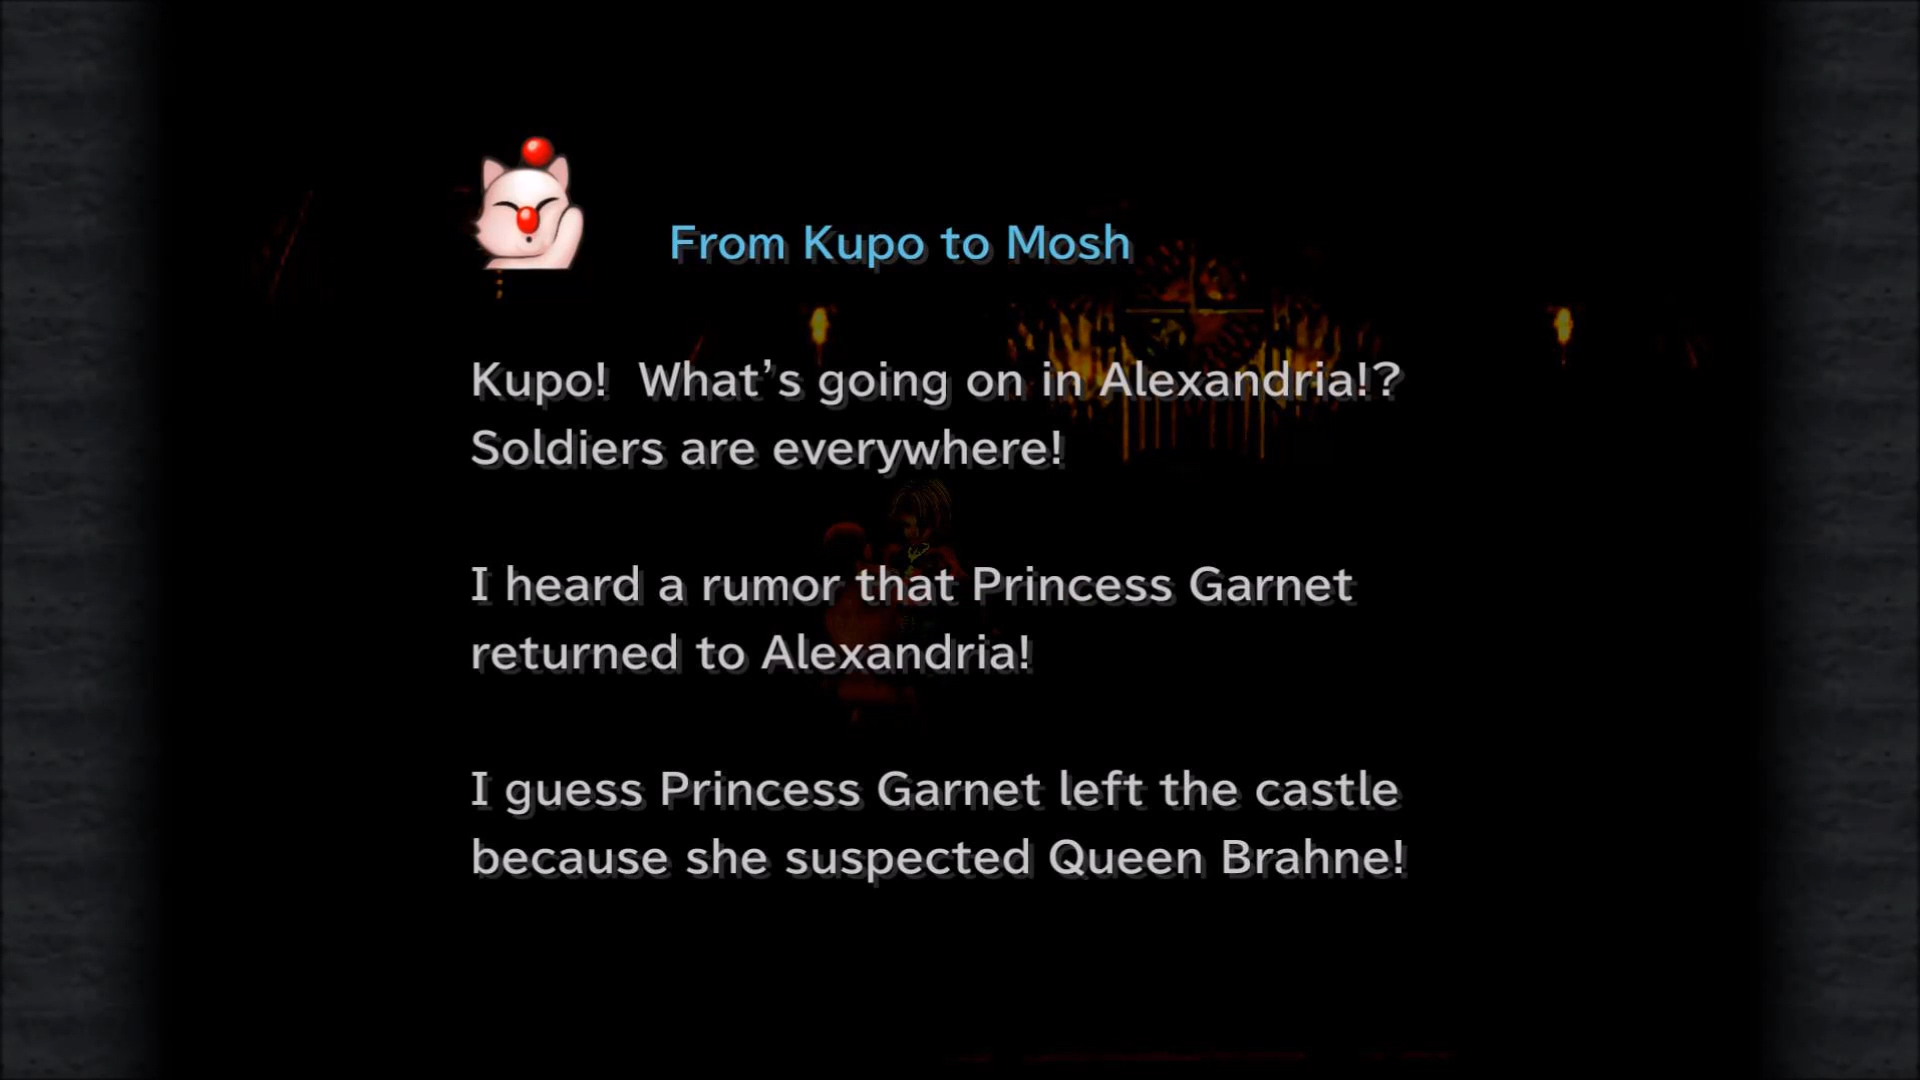 From Kupo to Mosh
Kupo!  What's going on in Alexandria!?
Soldiers are everywhere!
I heard a rumor that Princess Garnet
returned to Alexandria!
I guess Princess Garnet left the castle
because she suspected Queen Brahne!